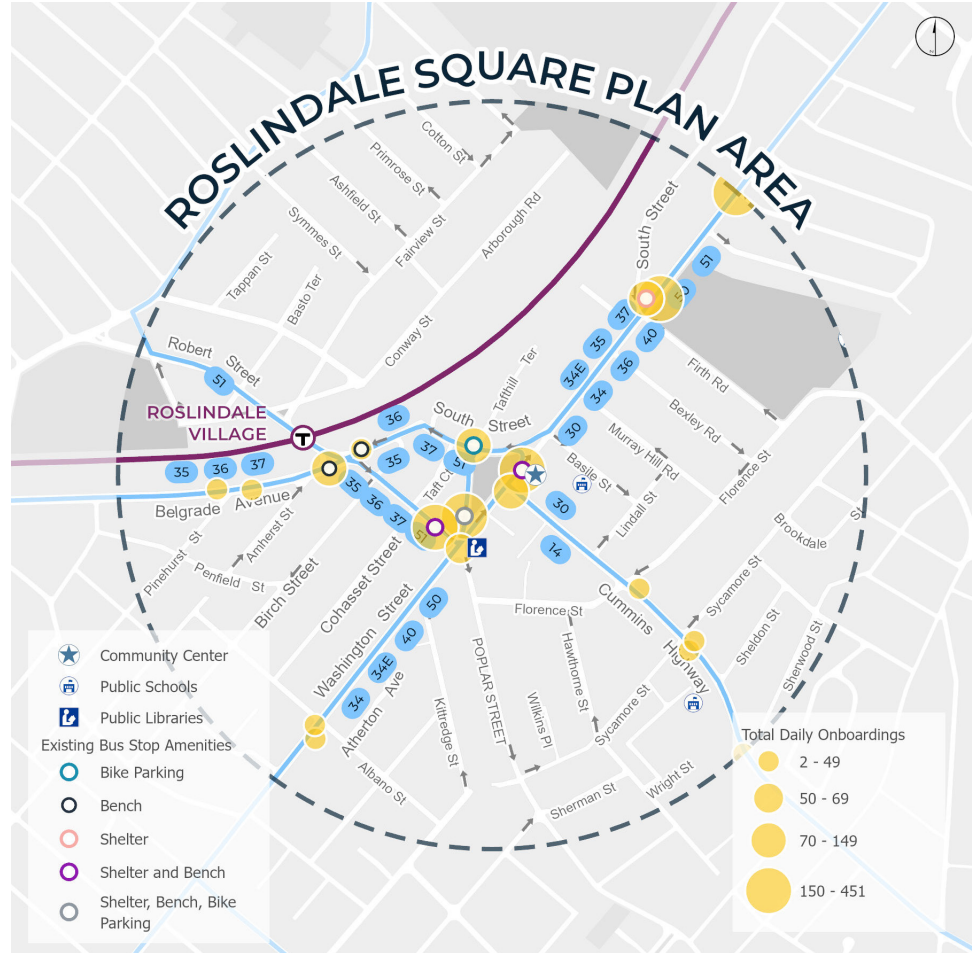 ROSLINDALE SQUARE PLAN AREA
Cotton St
Primrose St
Ashfield St
Symmes St
Fairview St
Arborough Rd
Tappan St
Basto Ter
Conway St
South Street
51
50
37
40
35
36
34E
34
30
Firth Rd
Bexley Rd
Murray Hill Rd
Basile St
Lindall St
Florence St
Brookdale St
Robert Street
51
ROSLINDALE
VILLAGE
T
36
South Street
Tafthill Ter
37
51
35
35
36
37
Belgrade Avenue
35
36
37
51
Taft Co
30
14
Pinehurst St
Amherst St
Penfield St
Birch Street
Cohasset Street
Washington Street
50
40
34E
34
Atherton Ave
Albano St
Kittredge St
POPLAR STREET
Florence St
Hawthorne St
Wilkins Pl
Sycamore St
Sherman St
Wright St
Cummins Highway
Sycamore St
Sheldon St
Sherwood St
Community Center
Public Schools
Public Libraries
Existing Bus Stop Amenities
Bike Parking
Bench
Shelter
Shelter and Bench
Shelter, Bench, Bike
Parking
Total Daily Onboardings
2 - 49
50 - 69
70 - 149
150 - 451